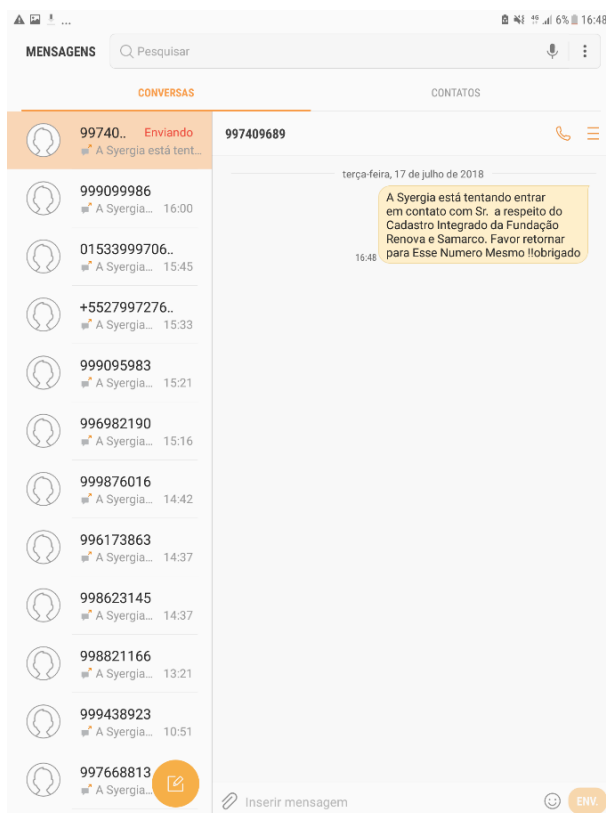 6% 16:48
MENSAGENS
Pesquisar
CONVERSAS
CONTATOS
99740.. Enviando
A Syergia está tent...
999099986
A Syergia... 16:00
01533999706..
A Syergia... 15:45
+5527997276..
A Syergia... 15:33
999095983
A Syergia... 15:21
996982190
A Syergia... 15:16
999876016
A Syergia... 14:42
996173863
A Syergia... 14:37
998623145
A Syergia... 14:37
998821166
A Syergia... 13:21
999438923
A Syergia... 10:51
997668813
A Syergia...
997409689
terça-feira, 17 de julho de 2018
A Syergia está tentando entrar
em contato com Sr. a respeito do
Cadastro Integrado da Fundação
Renova e Samarco. Favor retornar
para Esse Numero Mesmo !!obrigado
16:48
Inserir mensagem
ENV.